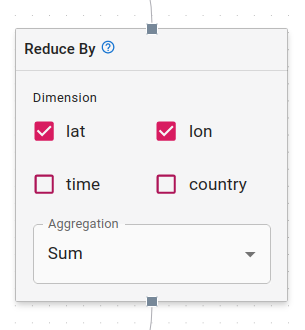 Reduce By
Dimension
lat lon
time country
Aggregation
Sum